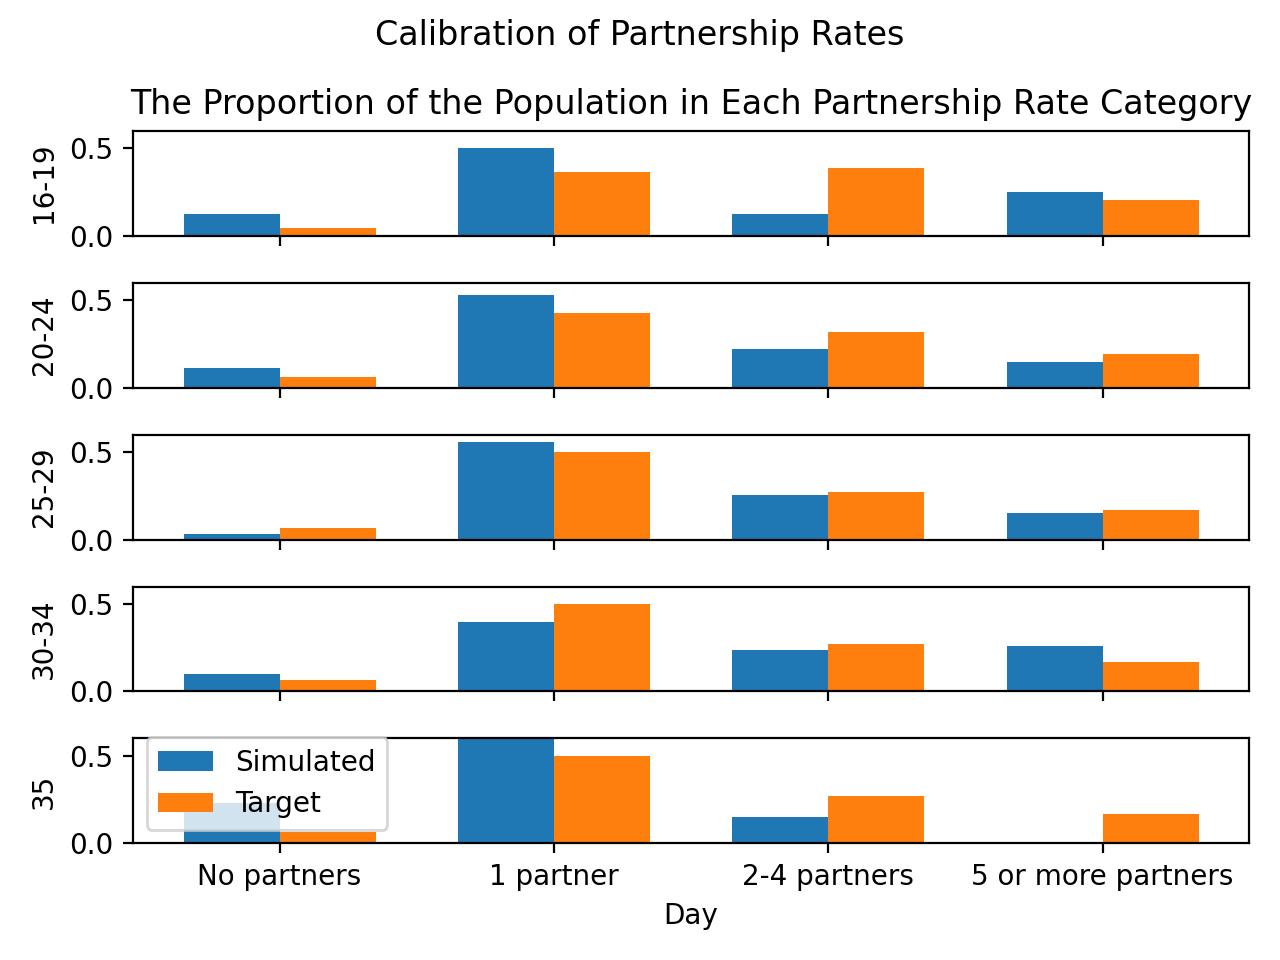 Calibration of Partnership Rates
The Proportion of the Population in Each Partnership Rate Category
16-19
0.5
0.0
20-24
0.5
0.0
25-29
0.5
0.0
30-34
0.5
0.0
35
0.5
0.0
Simulated
Target
No partners
1 partner
2-4 partners
5 or more partners
Day